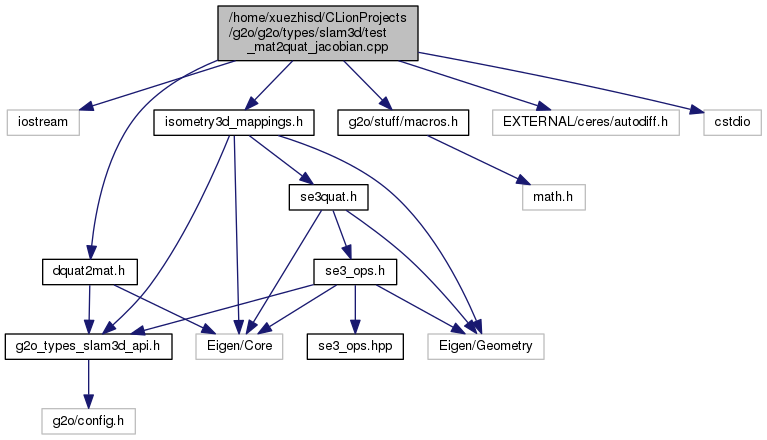 /home/xuezhisd/CLionProjects
/g2o/g2o/types/slam3d/test
_mat2quat_jacobian.cpp
iostream
isometry3d_mappings.h
g2o/stuff/macros.h
EXTERNAL/ceres/autodiff.h
cstdio
se3quat.h
math.h
dquat2mat.h
se3_ops.h
g2o_types_slam3d_api.h
Eigen/Core
se3_ops.hpp
Eigen/Geometry
g2o/config.h